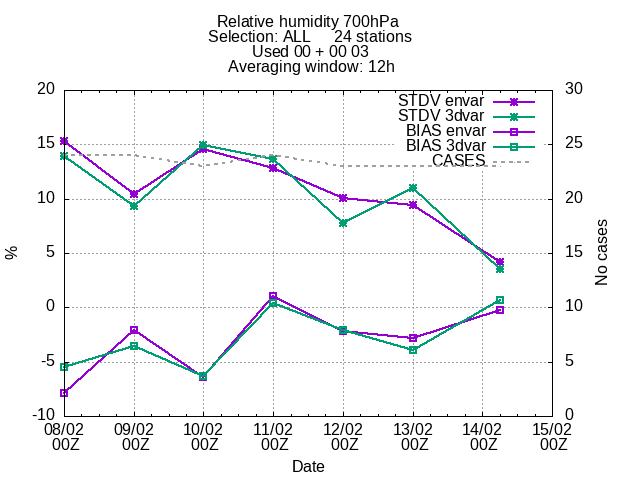 Relative humidity 700hPa
Selection: ALL 24 stations
Used 00 + 00 03
Averaging window: 12h
20
15
10
5
0
-5
-10
%
30
25
20
15
10
5
0
No cases
STDV envar
STDV 3dvar
BIAS envar
BIAS 3dvar
CASES
08/02 09/02 10/02 11/02 12/02 13/02 14/02 15/02
00Z 00Z 00Z 00Z 00Z 00Z 00Z 00Z
Date